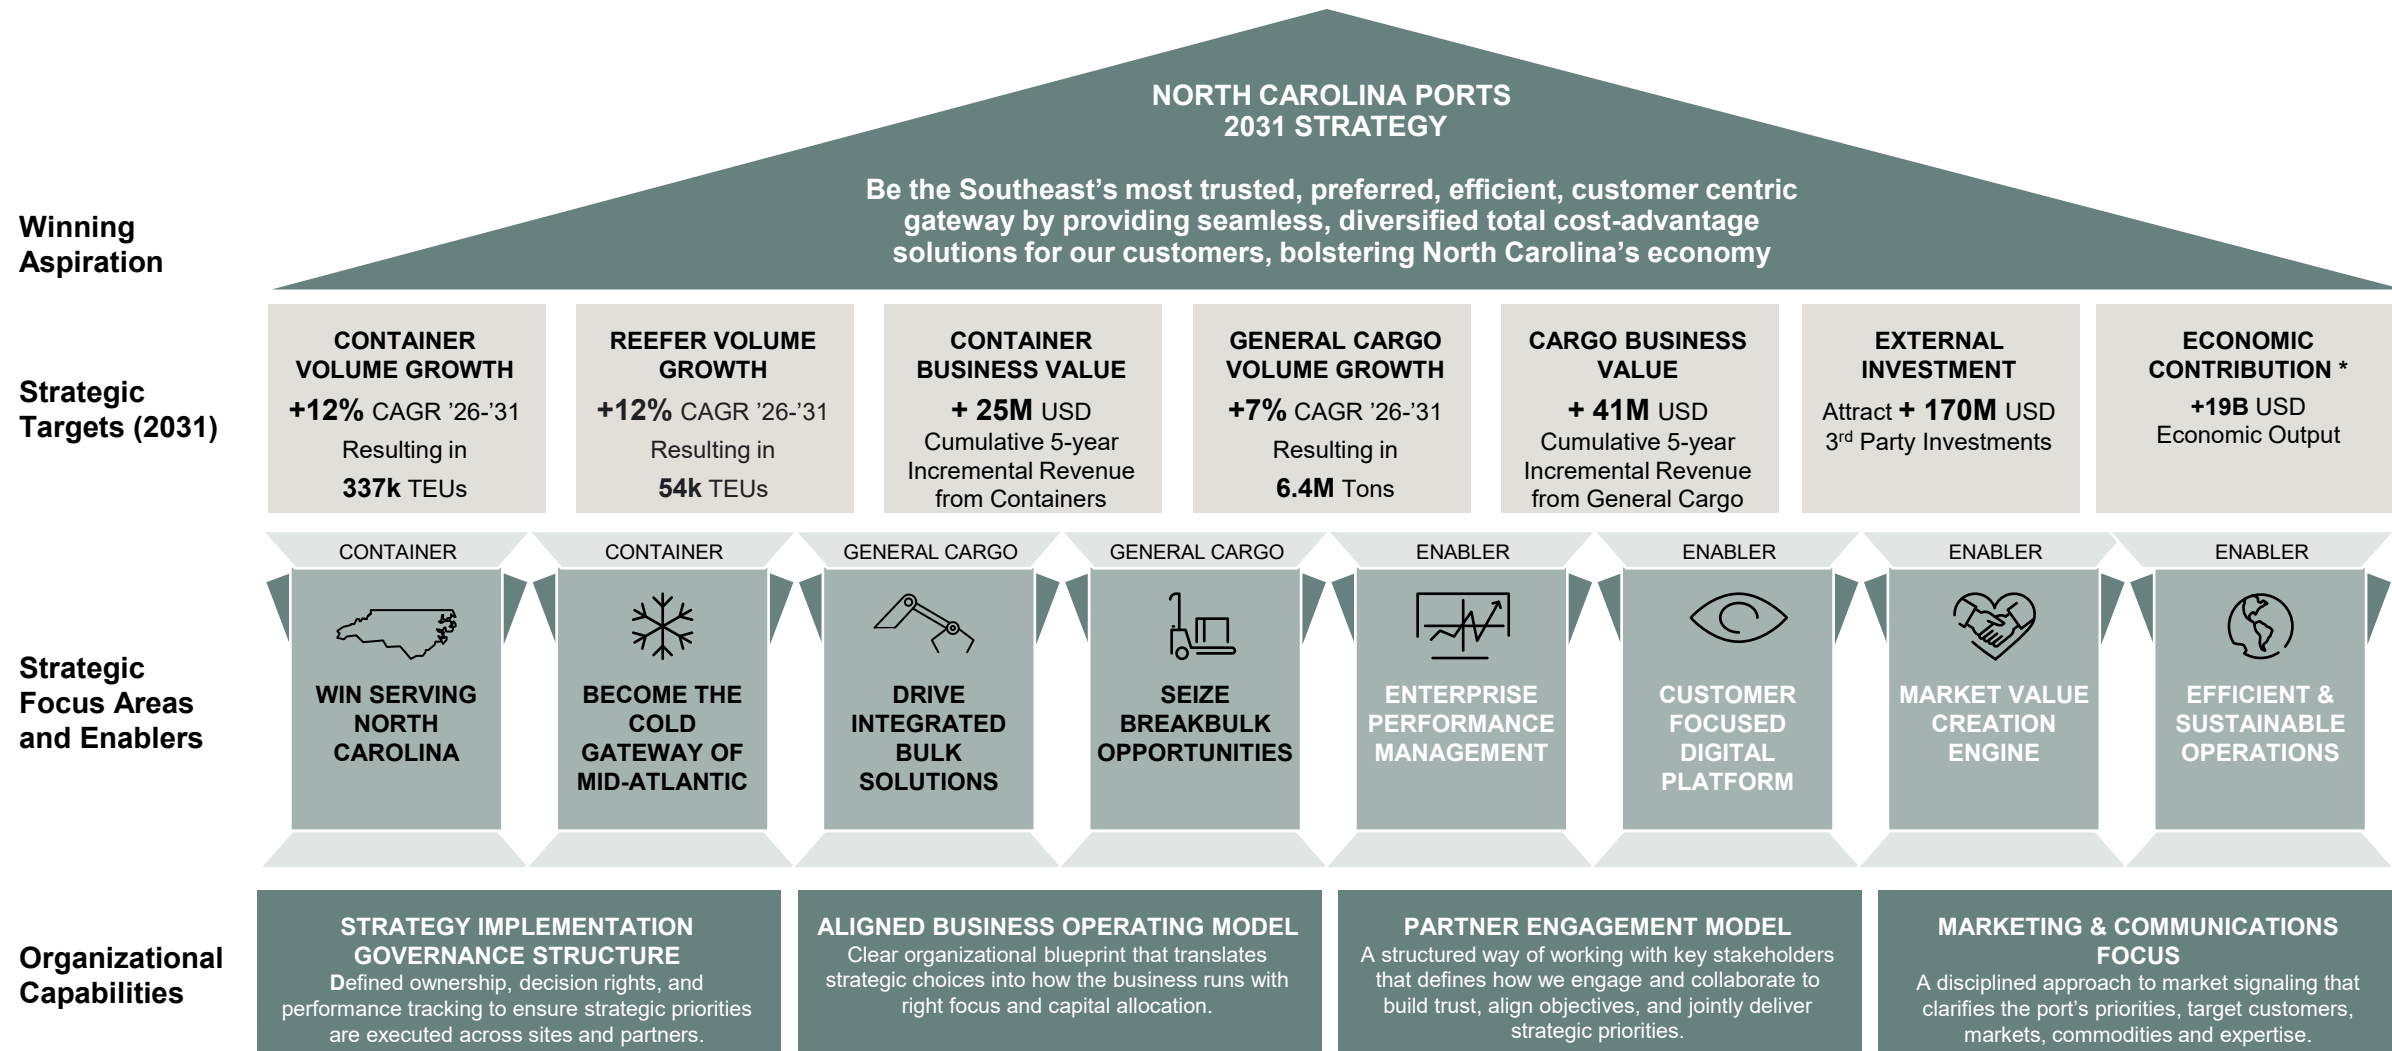 NORTH CAROLINA PORTS
2031 STRATEGY
Be the Southeast’s most trusted, preferred, efficient, customer centric
gateway by providing seamless, diversified total cost-advantage
solutions for our customers, bolstering North Carolina’s economy
Winning
Aspiration
Strategic
Targets (2031)
CONTAINER
VOLUME GROWTH
+12% CAGR ’26-’31
Resulting in
337k TEUs
REEFER VOLUME
GROWTH
+12% CAGR ’26-’31
Resulting in
54k TEUs
CONTAINER
BUSINESS VALUE
+ 25M USD
Cumulative 5-year
Incremental Revenue
from Containers
GENERAL CARGO
VOLUME GROWTH
+7% CAGR ’26-’31
Resulting in
6.4M Tons
CARGO BUSINESS
VALUE
+ 41M USD
Cumulative 5-year
Incremental Revenue
from General Cargo
EXTERNAL
INVESTMENT
Attract + 170M USD
3rd Party Investments
ECONOMIC
CONTRIBUTION *
+19B USD
Economic Output
Strategic
Focus Areas
and Enablers
CONTAINER
WIN SERVING
NORTH
CAROLINA
CONTAINER
BECOME THE
COLD
GATEWAY OF
MID-ATLANTIC
GENERAL CARGO
DRIVE
INTEGRATED
BULK
SOLUTIONS
GENERAL CARGO
SEIZE
BREAKBULK
OPPORTUNITIES
ENABLER
ENTERPRISE
PERFORMANCE
MANAGEMENT
ENABLER
CUSTOMER
FOCUSED
DIGITAL
PLATFORM
ENABLER
MARKET VALUE
CREATION
ENGINE
ENABLER
EFFICIENT &
SUSTAINABLE
OPERATIONS
Organizational
Capabilities
STRATEGY IMPLEMENTATION
GOVERNANCE STRUCTURE
Defined ownership, decision rights, and
performance tracking to ensure strategic priorities
are executed across sites and partners.
ALIGNED BUSINESS OPERATING MODEL
Clear organizational blueprint that translates
strategic choices into how the business runs with
right focus and capital allocation.
PARTNER ENGAGEMENT MODEL
A structured way of working with key stakeholders
that defines how we engage and collaborate to
build trust, align objectives, and jointly deliver
strategic priorities.
MARKETING & COMMUNICATIONS
FOCUS
A disciplined approach to market signaling that
clarifies the port’s priorities, target customers,
markets, commodities and expertise.